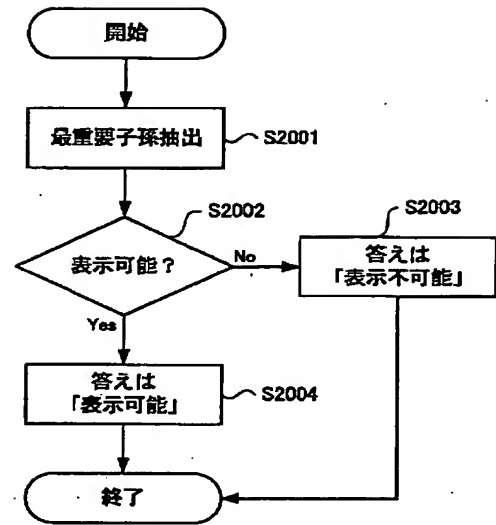 開始
最重要子孫抽出
S2001
S2002
表示可能?
No
Yes
S2003
答えは
「表示不可能」
答えは
「表示可能」
S2004
終了